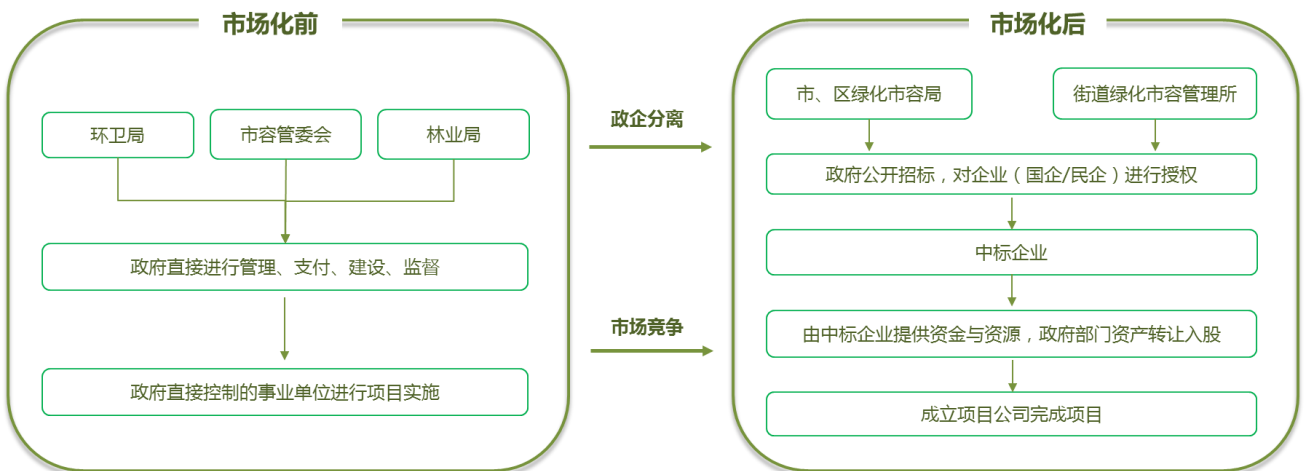 市场化前
环卫局
市容管委会
林业局
政府直接进行管理、支付、建设、监督
政府直接控制的事业单位进行项目实施
政企分离
市场竞争
市场化后
市、区绿化市容局
街道绿化市容管理所
政府公开招标，对企业（国企/民企）进行授权
中标企业
由中标企业提供资金与资源，政府部门资产转让入股
成立项目公司完成项目